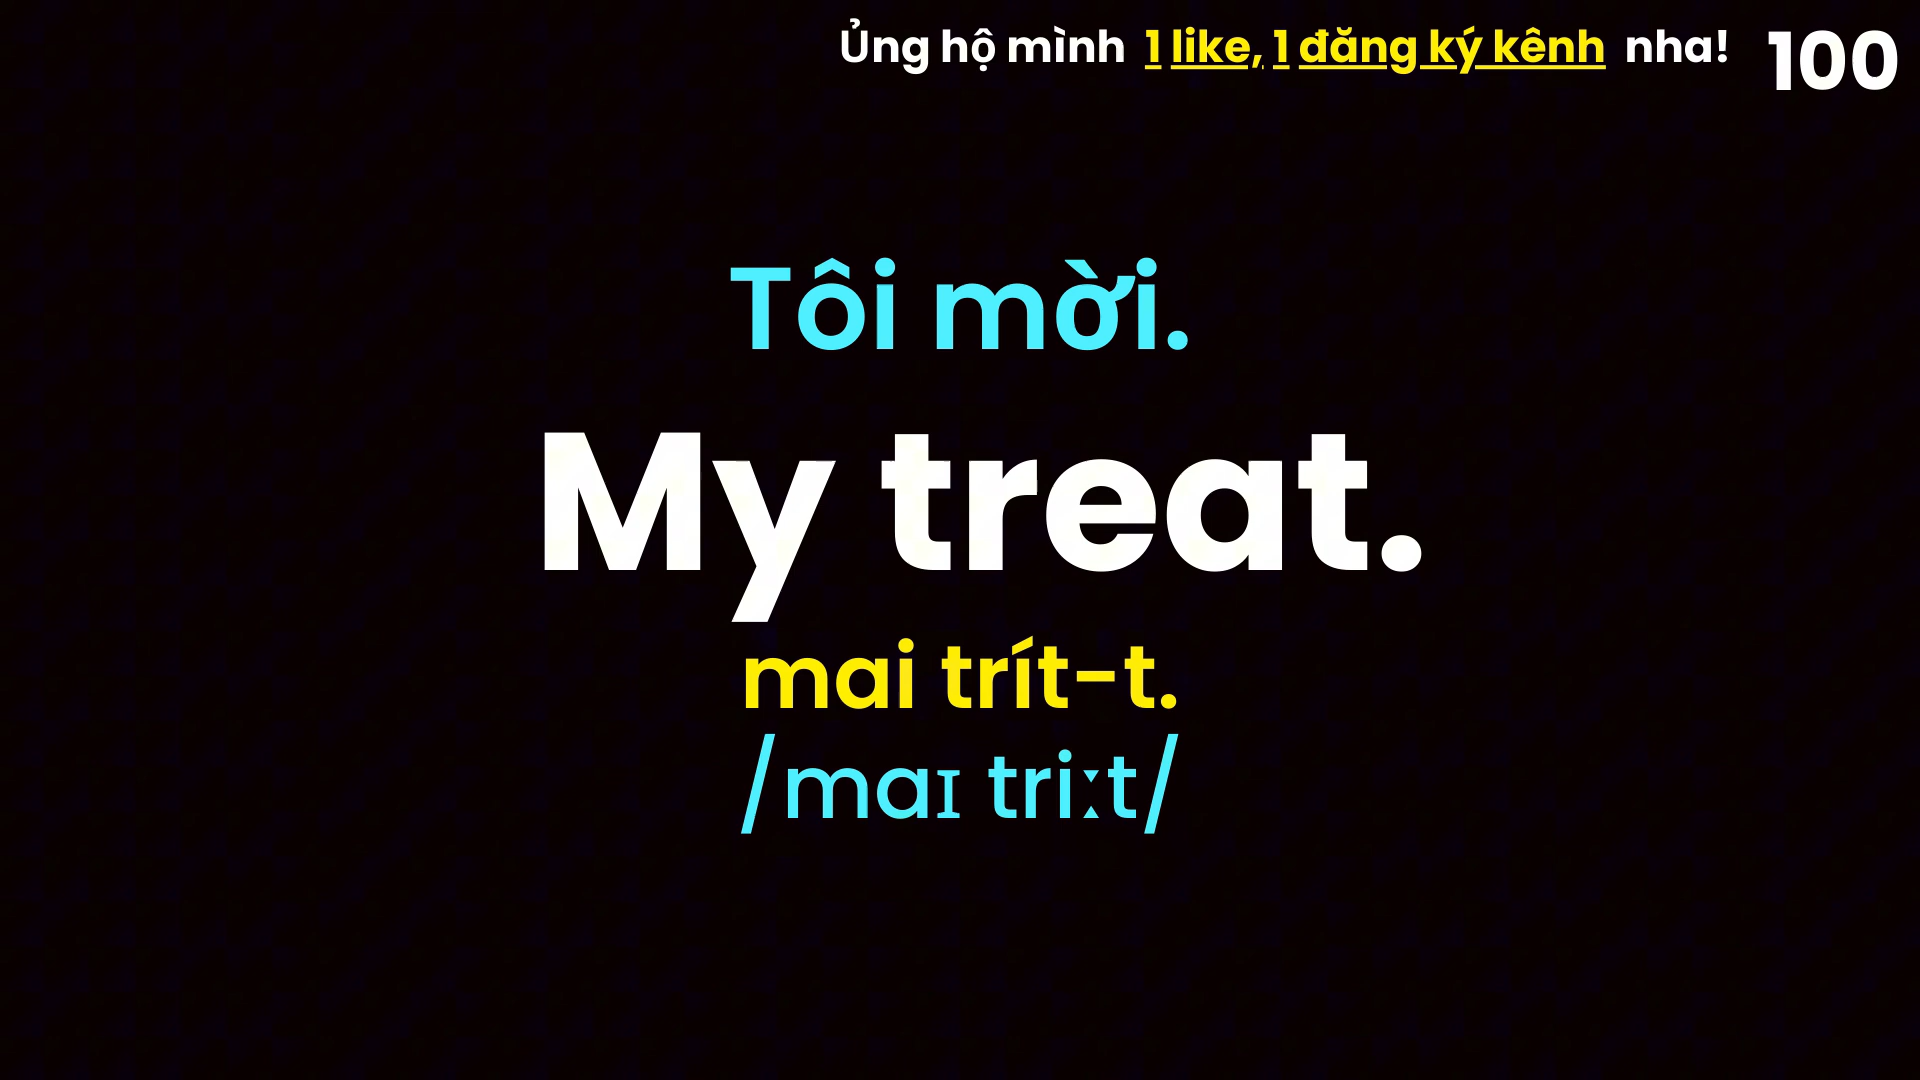 Ủng hộ mình 1 like, 1 đăng ký kênh nha! 100
Tôi mời.
My treat.
mai trít-t.
/maɪ triːt/